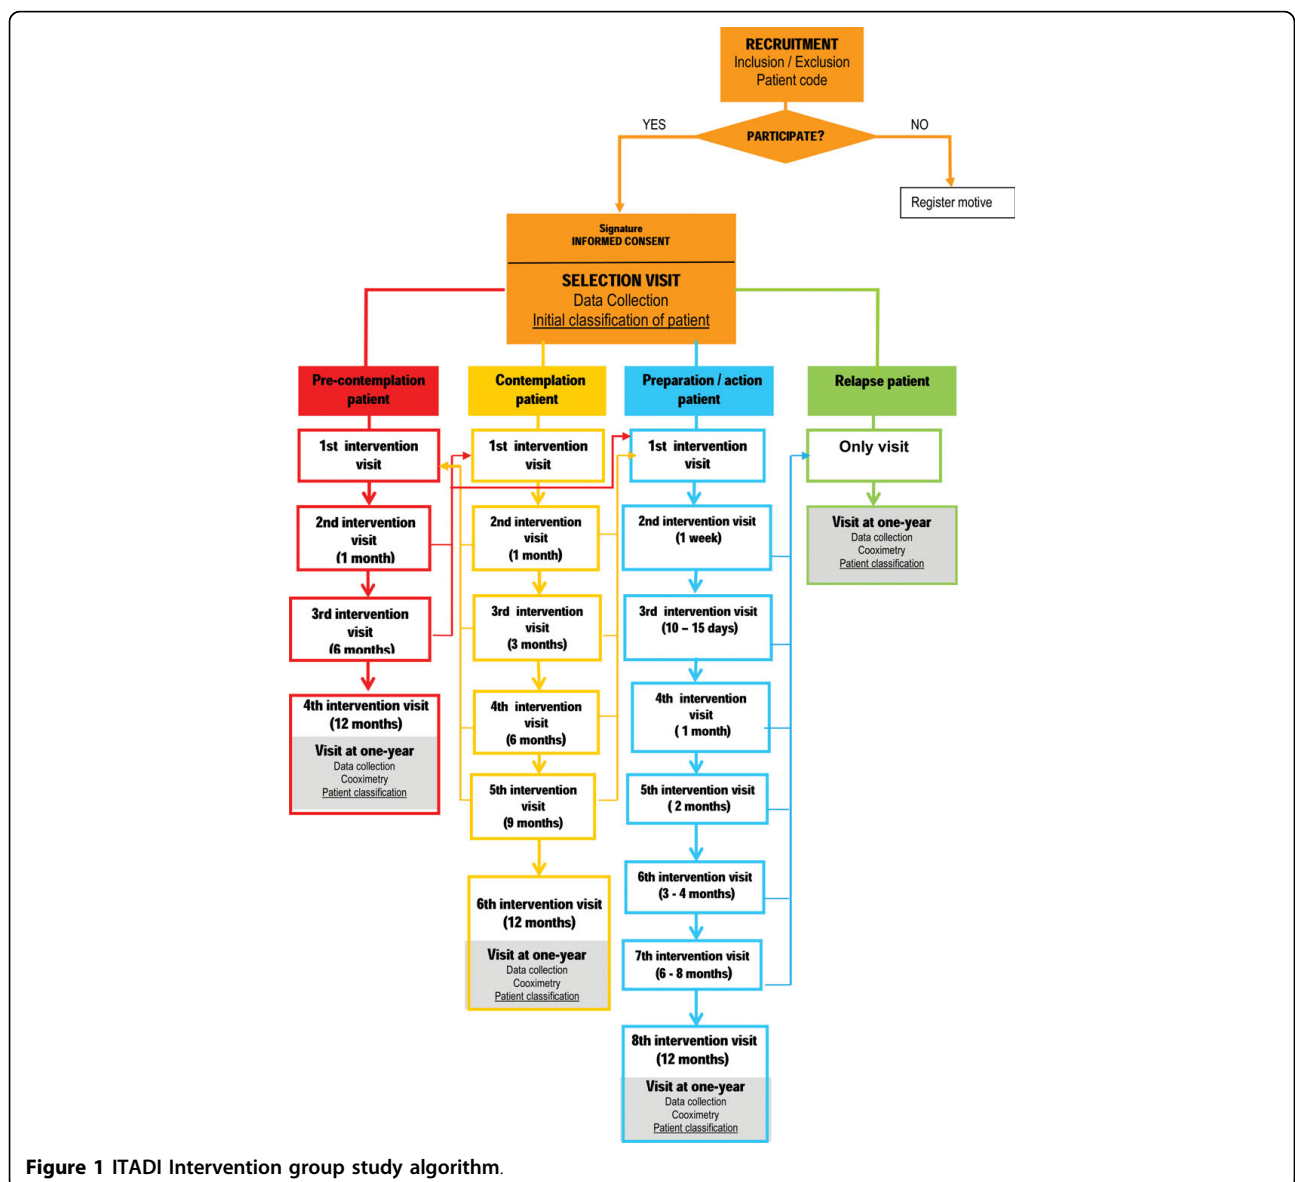 RECRUITMENT
Inclusion / Exclusion
Patient code
YES
PARTICIPATE?
NO
Register motive
Signature
INFORMED CONSENT
SELECTION VISIT
Data Collection
Initial classification of patient
Pre-contemplation
patient
1st intervention
visit
2nd intervention
visit
(1 month)
3rd intervention
visit
(6 months)
4th intervention visit
(12 months)
Visit at one-year
Data collection
Cooximetry
Patient classification
Contemplation
patient
1st intervention
visit
2nd intervention
visit
(1 month)
3rd intervention
visit
(3 months)
4th intervention
visit
(6 months)
5th intervention
visit
(9 months)
6th intervention visit
(12 months)
Visit at one-year
Data collection
Cooximetry
Patient classification
Preparation / action
patient
1st intervention
visit
2nd intervention visit
(1 week)
3rd intervention visit
(10 – 15 days)
4th intervention
visit
( 1 month)
5th intervention visit
( 2 months)
6th intervention visit
(3 - 4 months)
7th intervention visit
(6 - 8 months)
8th intervention visit
(12 months)
Visit at one-year
Data collection
Cooximetry
Patient classification
Relapse patient
Only visit
Visit at one-year
Data collection
Cooximetry
Patient classification
Figure 1 ITADI Intervention group study algorithm.